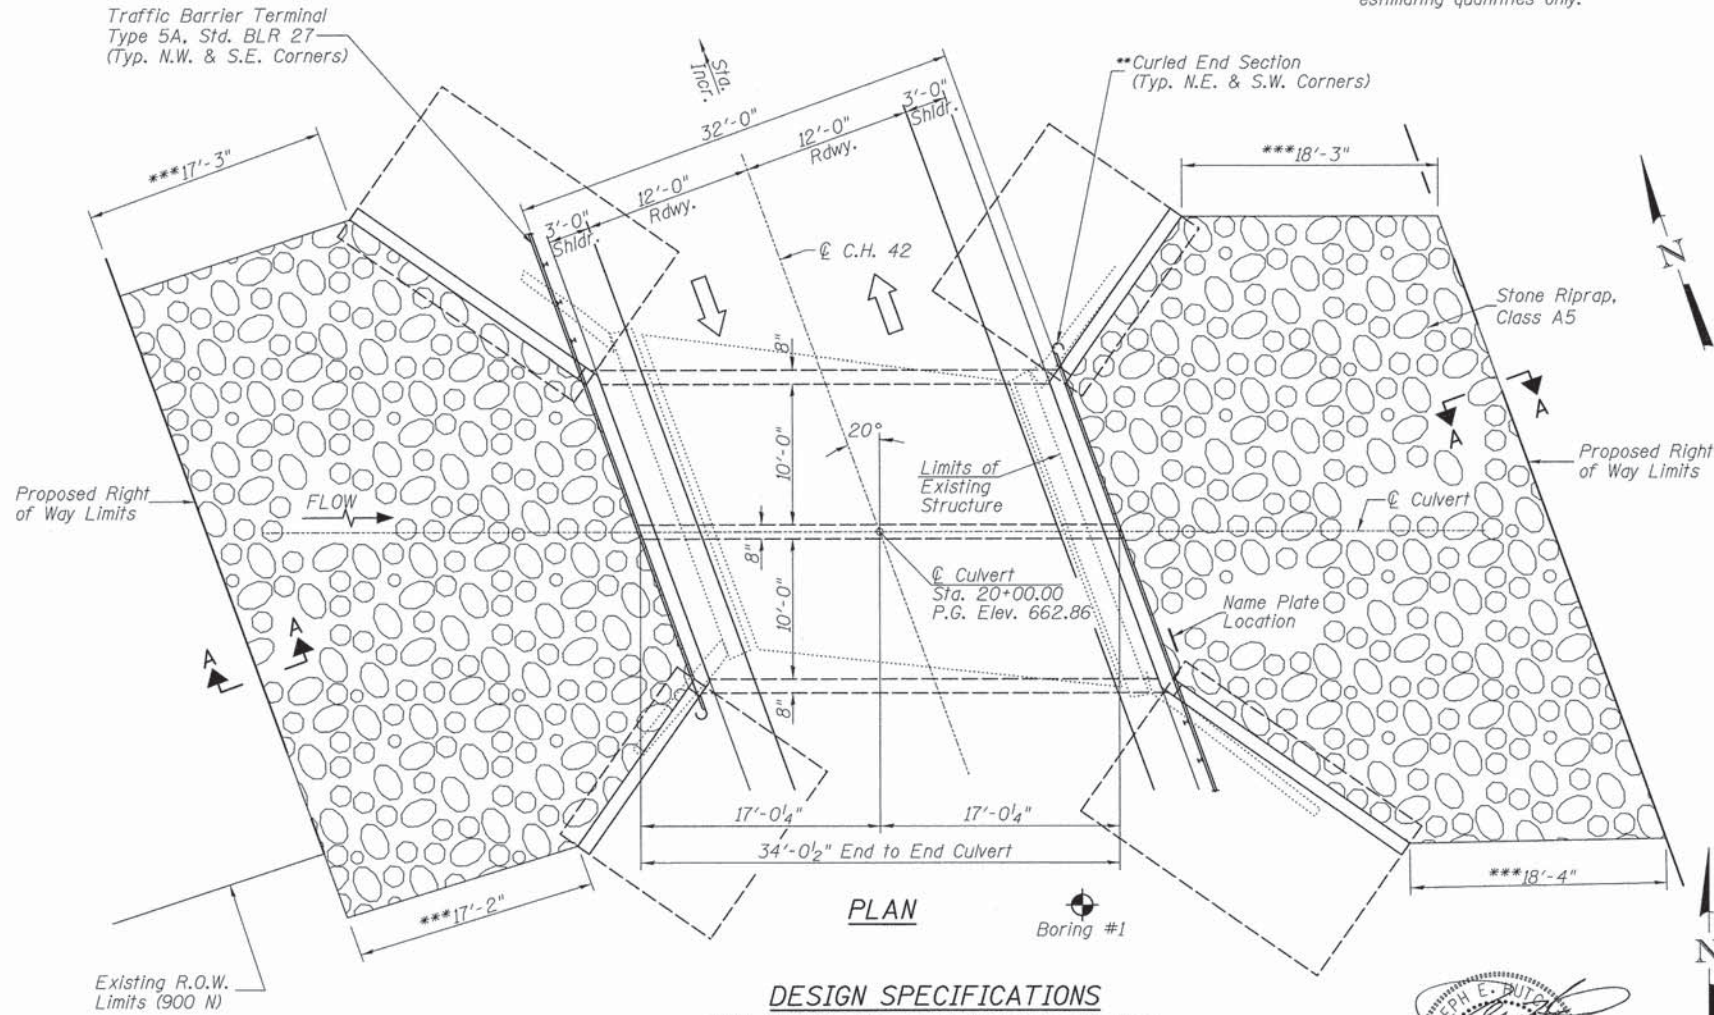 estimating quantities only.
Traffic Barrier Terminal
Type 5A, Std. BLR 27
(Typ. N.W. & S.E. Corners)
**Curled End Section
(Typ. N.E. & S.W. Corners)
Sta.
Incr.
32'-0"
3'-0"
Shldr.
12'-0"
Rdwy.
12'-0"
Rdwy.
3'-0"
Shldr.
***17'-3"
***18'-3"
℄ C.H. 42
N
Stone Riprap,
Class A5
8"
20°
10'-0"
Limits of
Existing
Structure
A
A
Proposed Right
of Way Limits
Proposed Right
of Way Limits
FLOW
℄ Culvert
8"
℄ Culvert
Sta. 20+00.00
P.G. Elev. 662.86
10'-0"
Name Plate
Location
A
A
8"
17'-0¼"
17'-0¼"
34'-0½" End to End Culvert
***17'-2"
***18'-4"
PLAN
Boring #1
N
Existing R.O.W.
Limits (900 N)
DESIGN SPECIFICATIONS